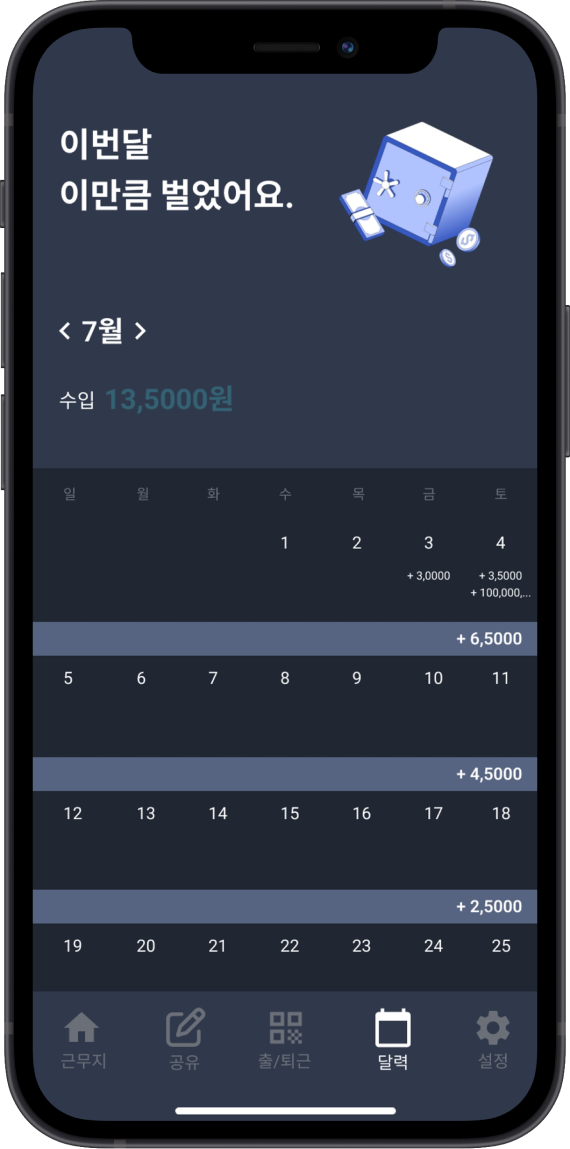 이번달
이만큼 벌었어요.
< 7월 >
수입 13,5000원
일 월 화 수 목 금 토
1 2 3 4
+ 3,0000 + 3,5000
+ 100,000,...
+ 6,5000
5 6 7 8 9 10 11
+ 4,5000
12 13 14 15 16 17 18
+ 2,5000
19 20 21 22 23 24 25
근무지 공유 출/퇴근 달력 설정